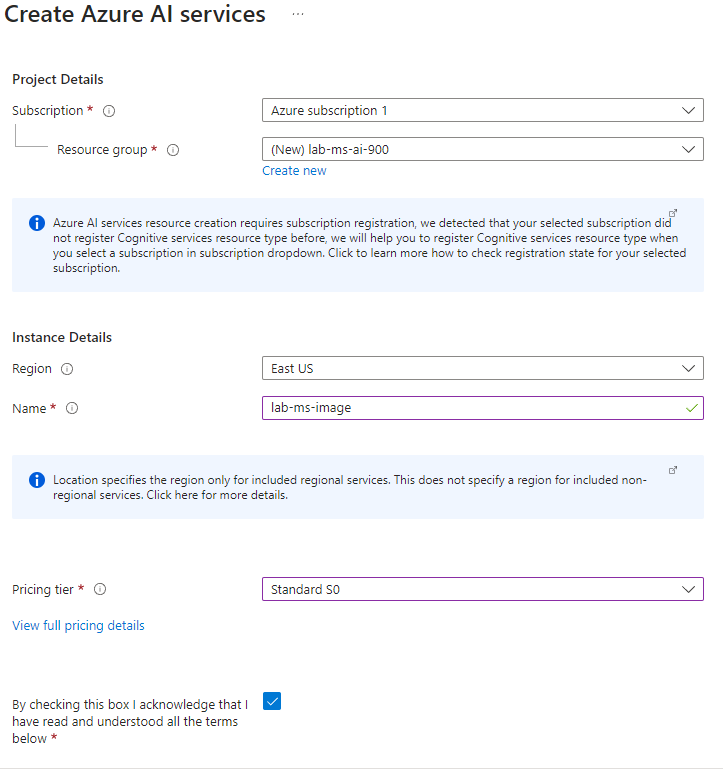 Create Azure AI services ...
Project Details
Subscription *
Azure subscription 1
Resource group *
(New) lab-ms-ai-900
Create new
Azure AI services resource creation requires subscription registration, we detected that your selected subscription did
not register Cognitive services resource type before, we will help you to register Cognitive services resource type when
you select a subscription in subscription dropdown. Click to learn more how to check registration state for your selected
subscription.
Instance Details
Region
East US
Name *
lab-ms-image
Location specifies the region only for included regional services. This does not specify a region for included non-
regional services. Click here for more details.
Pricing tier *
Standard S0
View full pricing details
By checking this box I acknowledge that I
have read and understood all the terms
below *